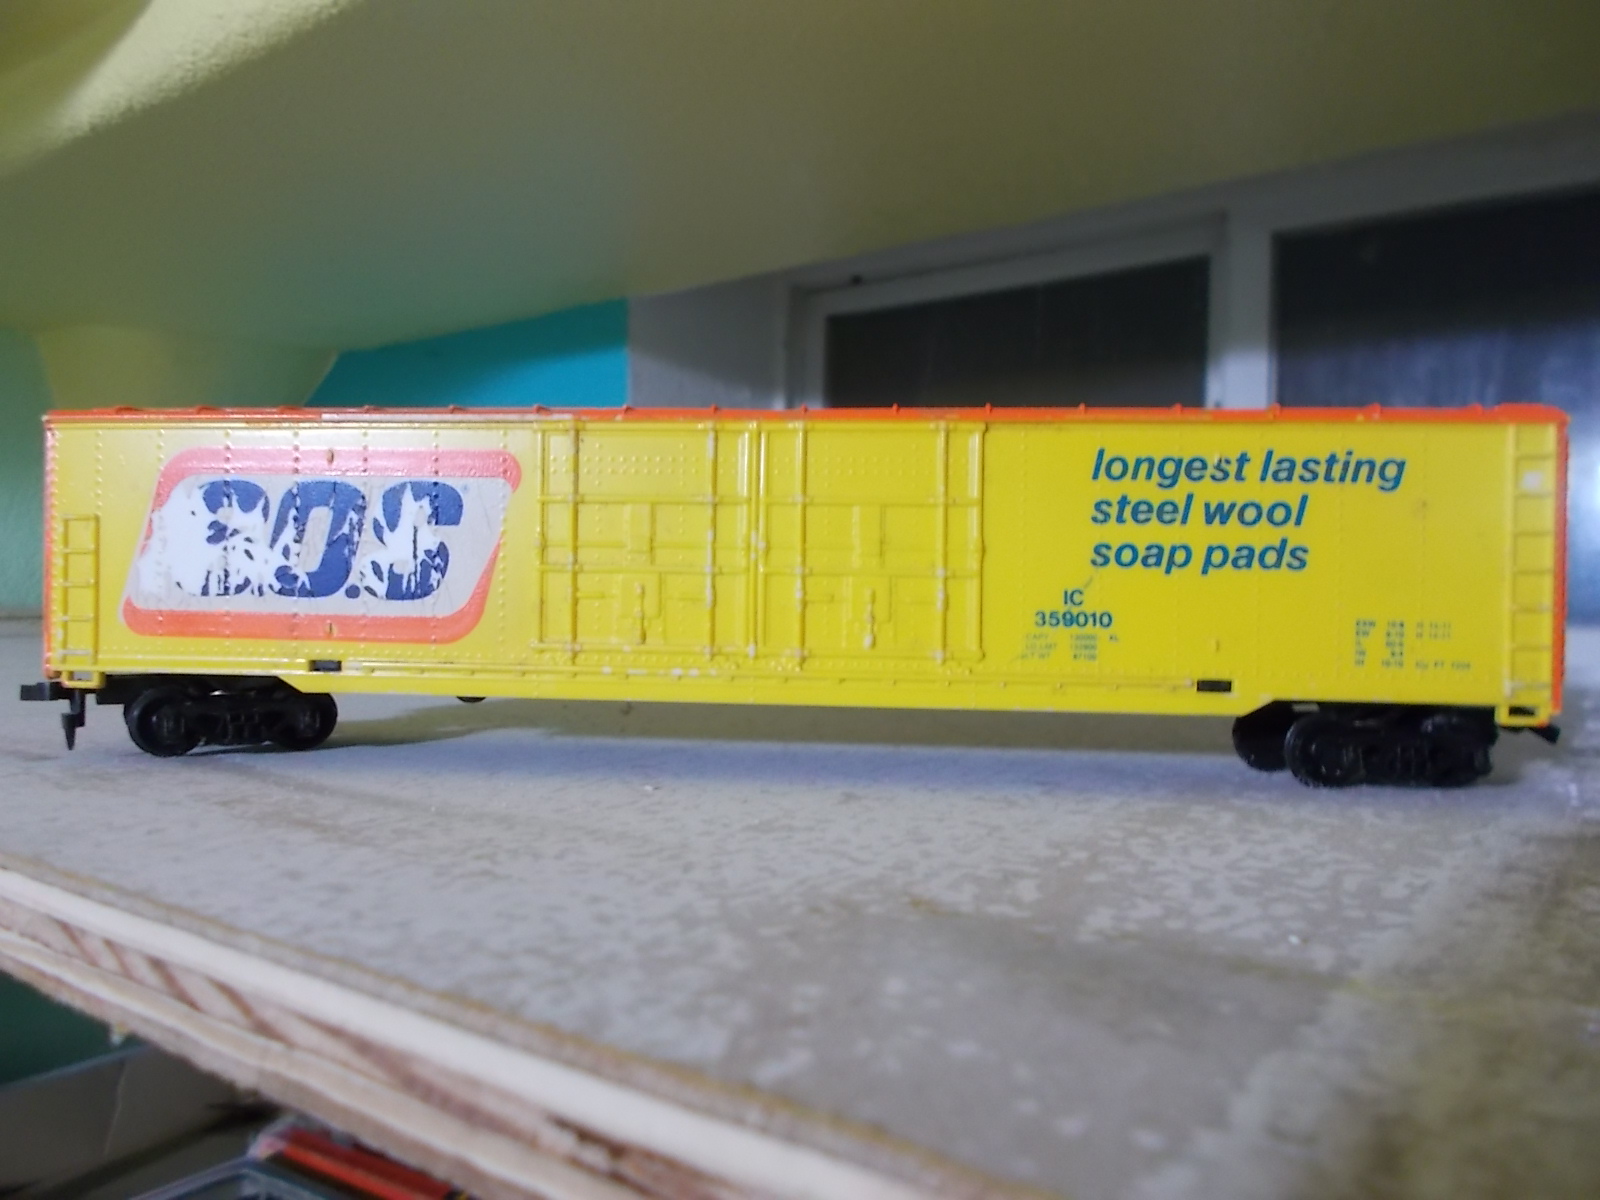 S.O.S
longest lasting
steel wool
soap pads
IC
359010